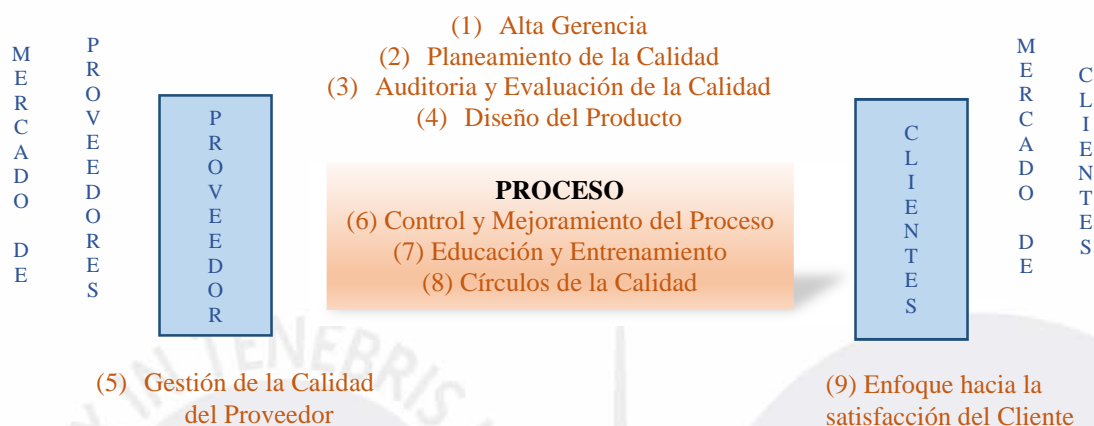 (1) Alta Gerencia
(2) Planeamiento de la Calidad
(3) Auditoria y Evaluación de la Calidad
(4) Diseño del Producto
MERCADO DE
PROVEEDORES
PROVEEDOR
PROCESO
(6) Control y Mejoramiento del Proceso
(7) Educación y Entrenamiento
(8) Círculos de la Calidad
CLIENTES
MERCADO DE
CLIENTES
(5) Gestión de la Calidad
del Proveedor
(9) Enfoque hacia la
satisfacción del Cliente
IN TENEBRIS